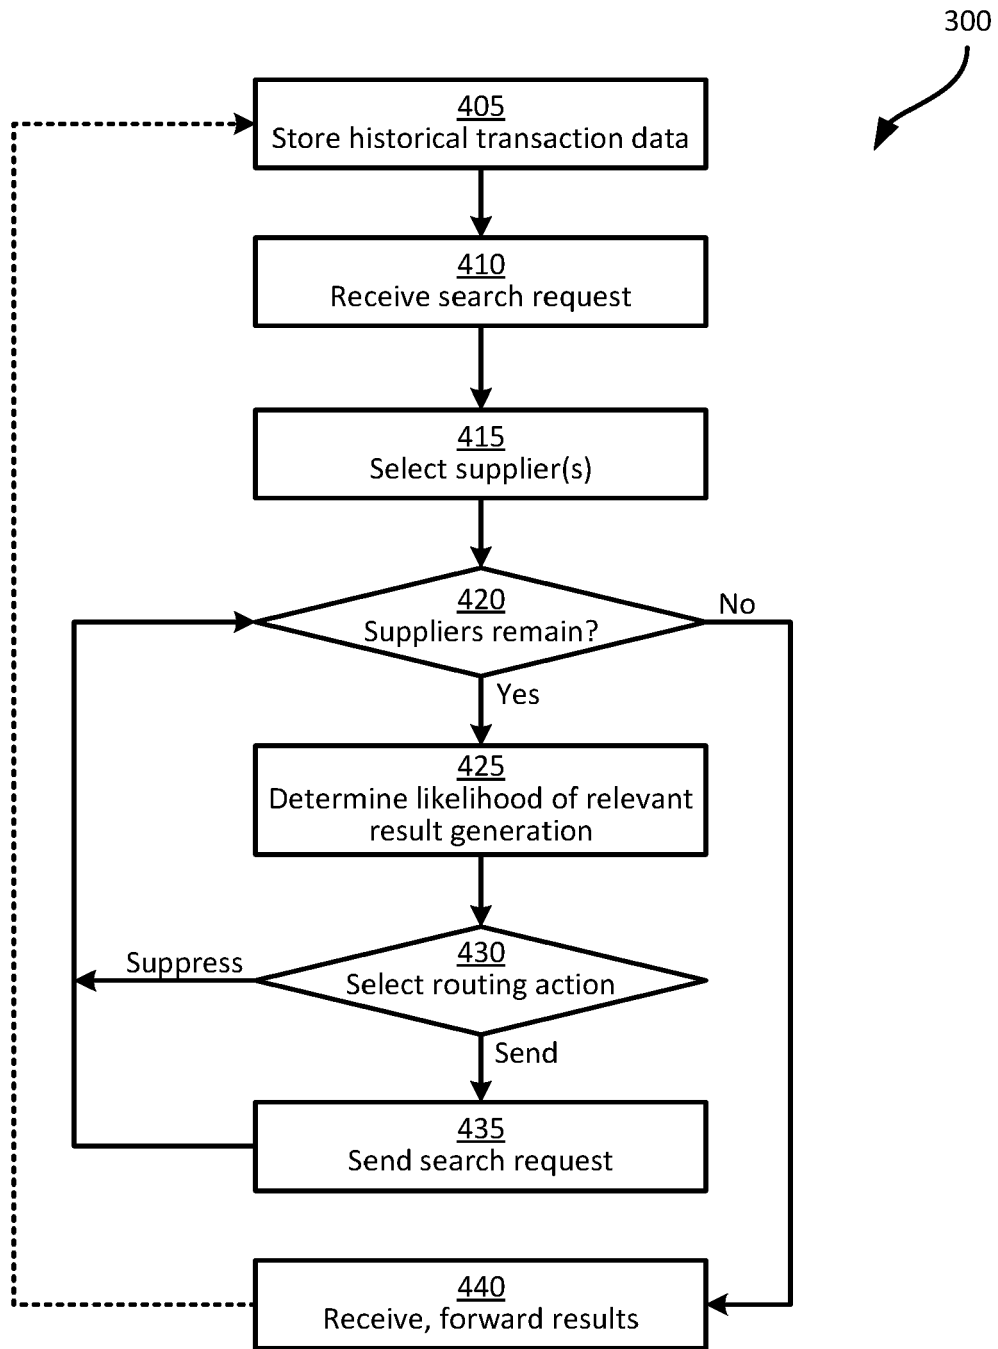 300
405
Store historical transaction data
410
Receive search request
415
Select supplier(s)
420
Suppliers remain?
No
Yes
425
Determine likelihood of relevant
result generation
430
Select routing action
Suppress
Send
435
Send search request
440
Receive, forward results